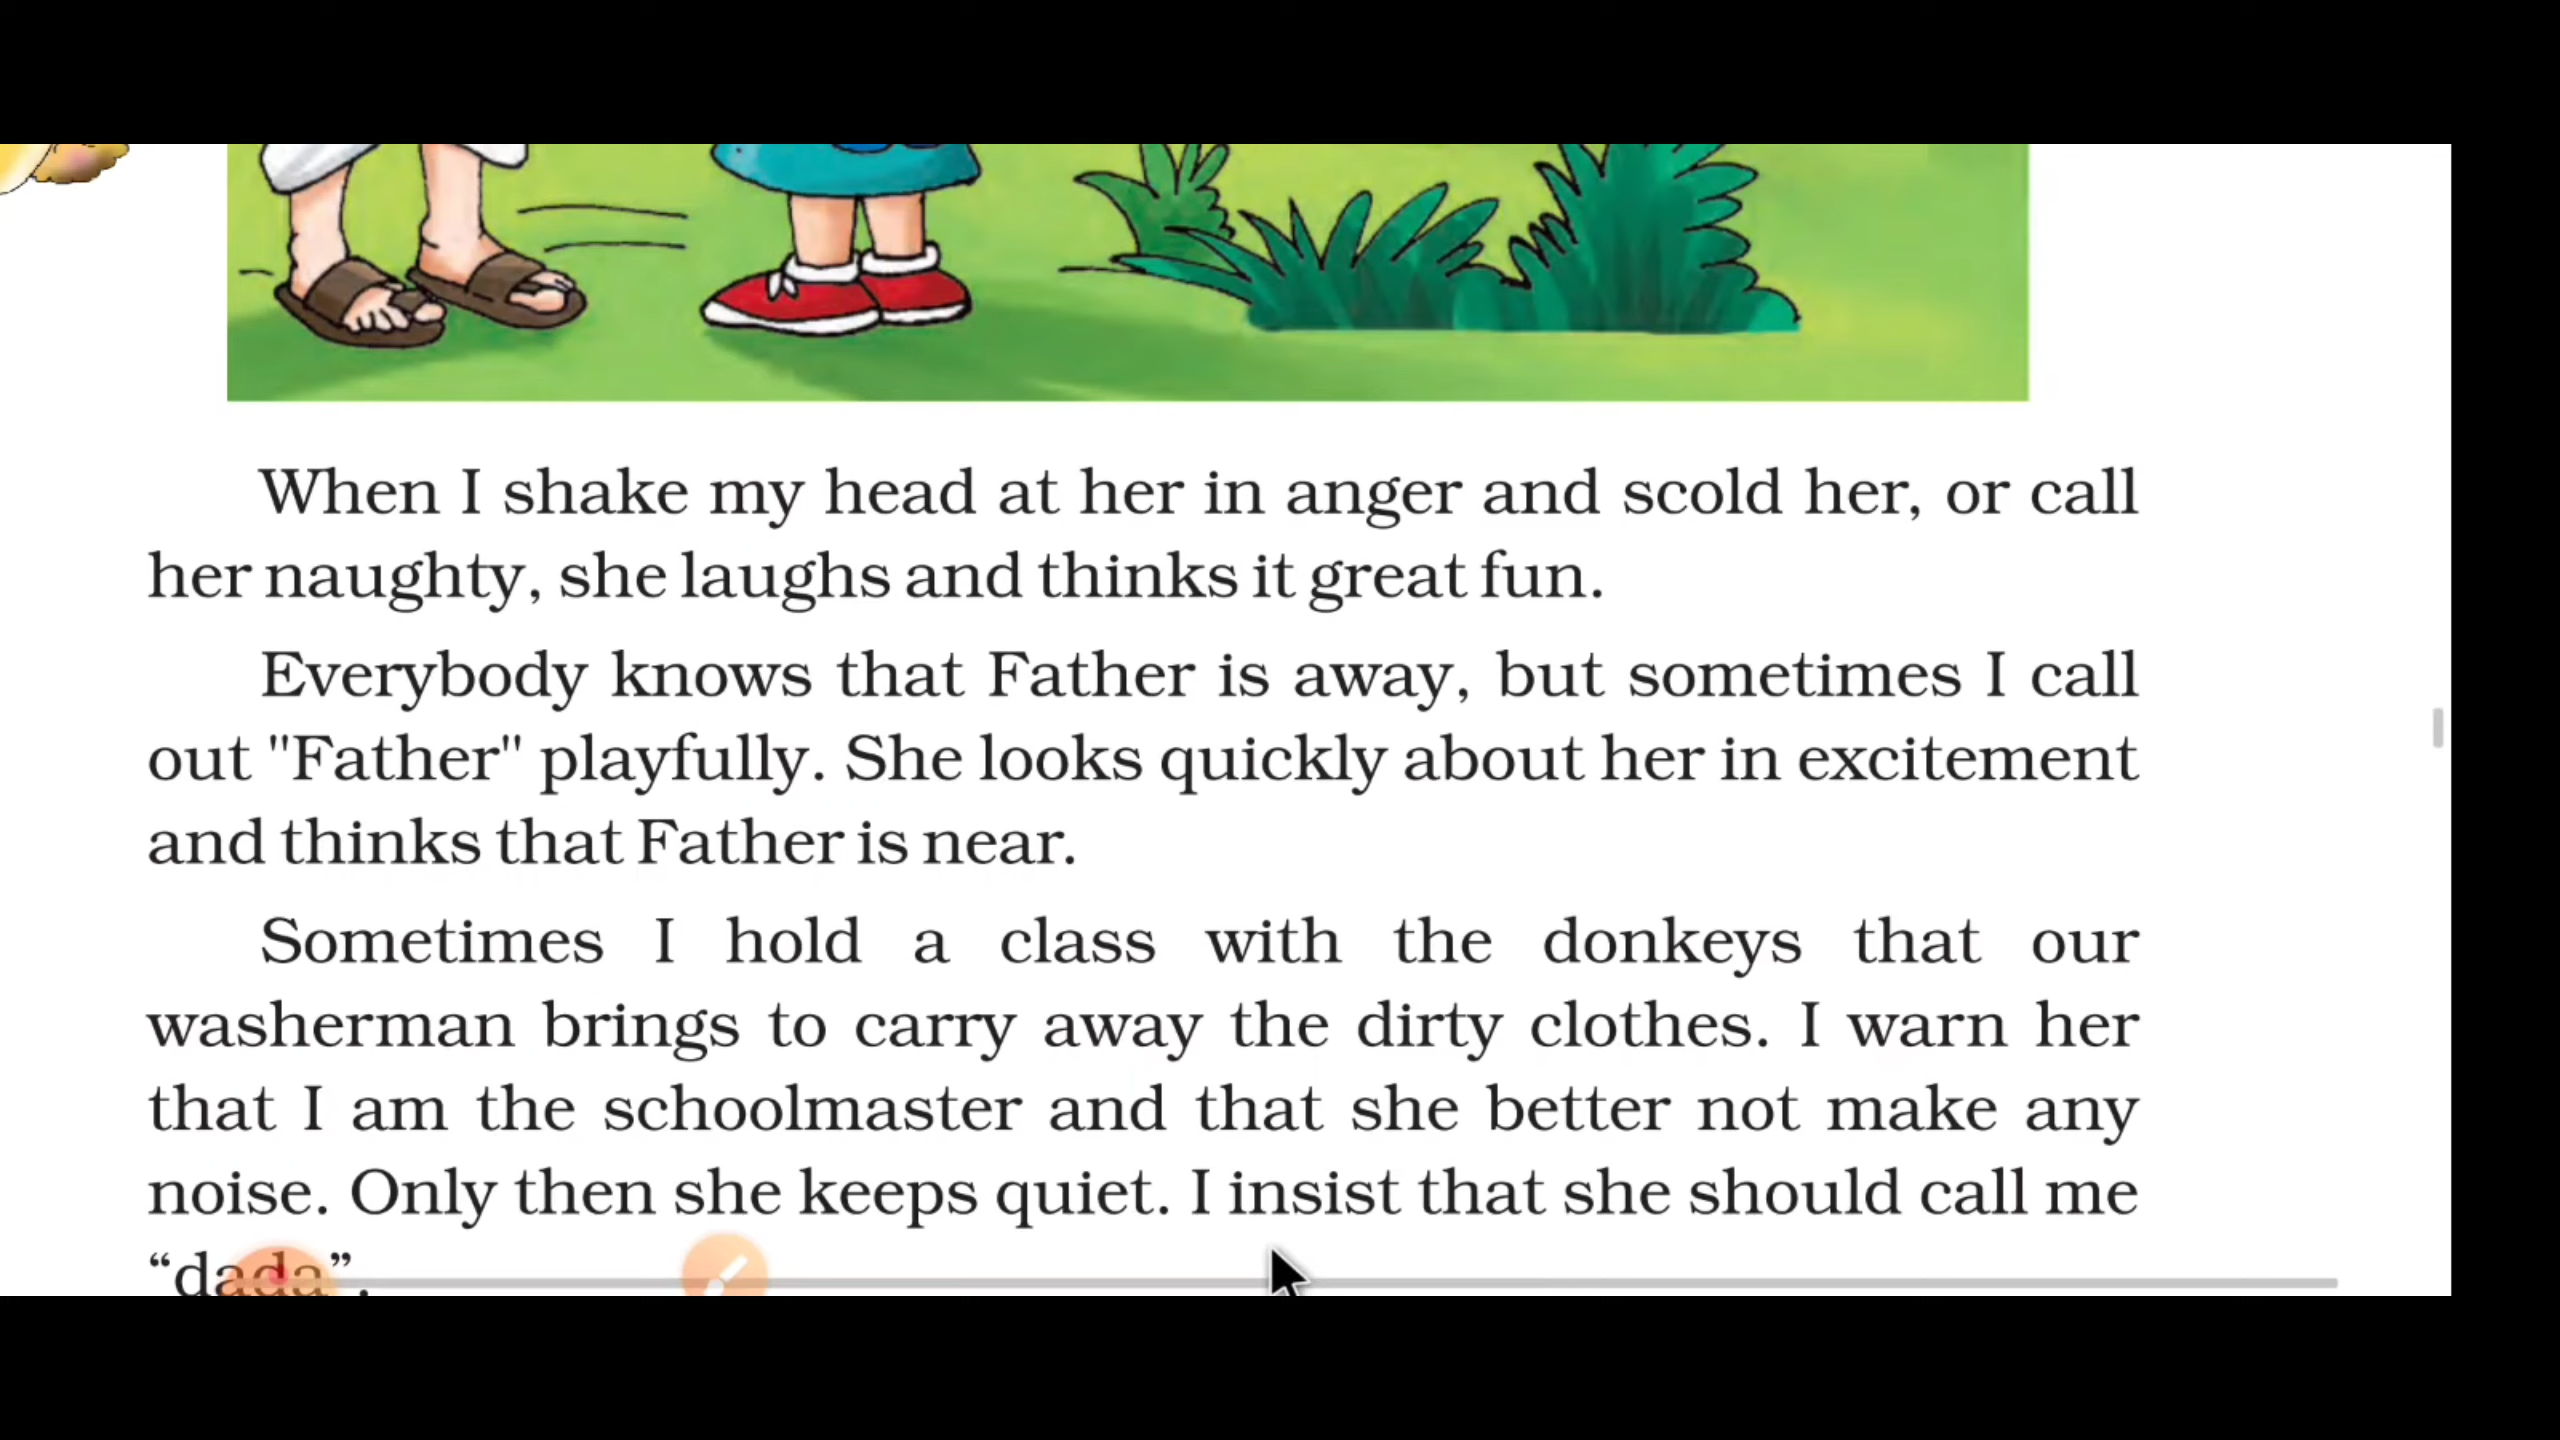 When I shake my head at her in anger and scold her, or call
her naughty, she laughs and thinks it great fun.
Everybody knows that Father is away, but sometimes I call
out "Father" playfully. She looks quickly about her in excitement
and thinks that Father is near.
Sometimes I hold a class with the donkeys that our
washerman brings to carry away the dirty clothes. I warn her
that I am the schoolmaster and that she better not make any
noise. Only then she keeps quiet. I insist that she should call me
“dada”.